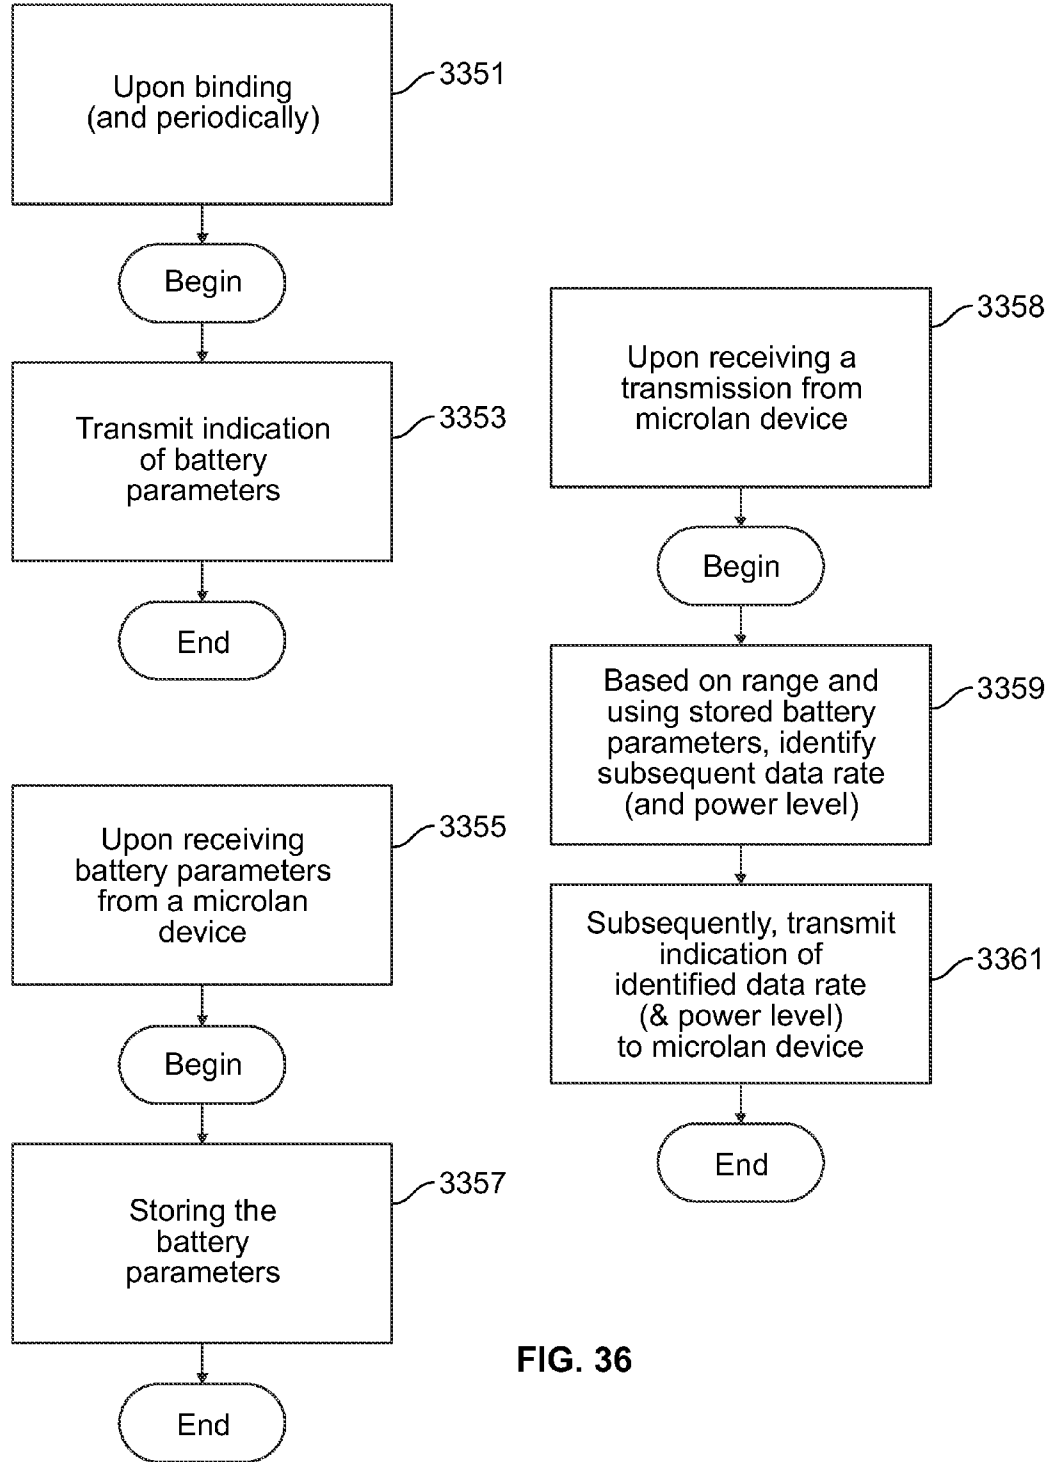 Upon binding
(and periodically)
3351
Begin
Transmit indication
of battery
parameters
3353
End
Upon receiving
battery parameters
from a microlan
device
3355
Begin
Storing the
battery
parameters
3357
End
Upon receiving a
transmission from
microlan device
3358
Begin
Based on range and
using stored battery
parameters, identify
subsequent data rate
(and power level)
3359
Subsequently, transmit
indication of
identified data rate
(& power level)
to microlan device
3361
End
FIG. 36